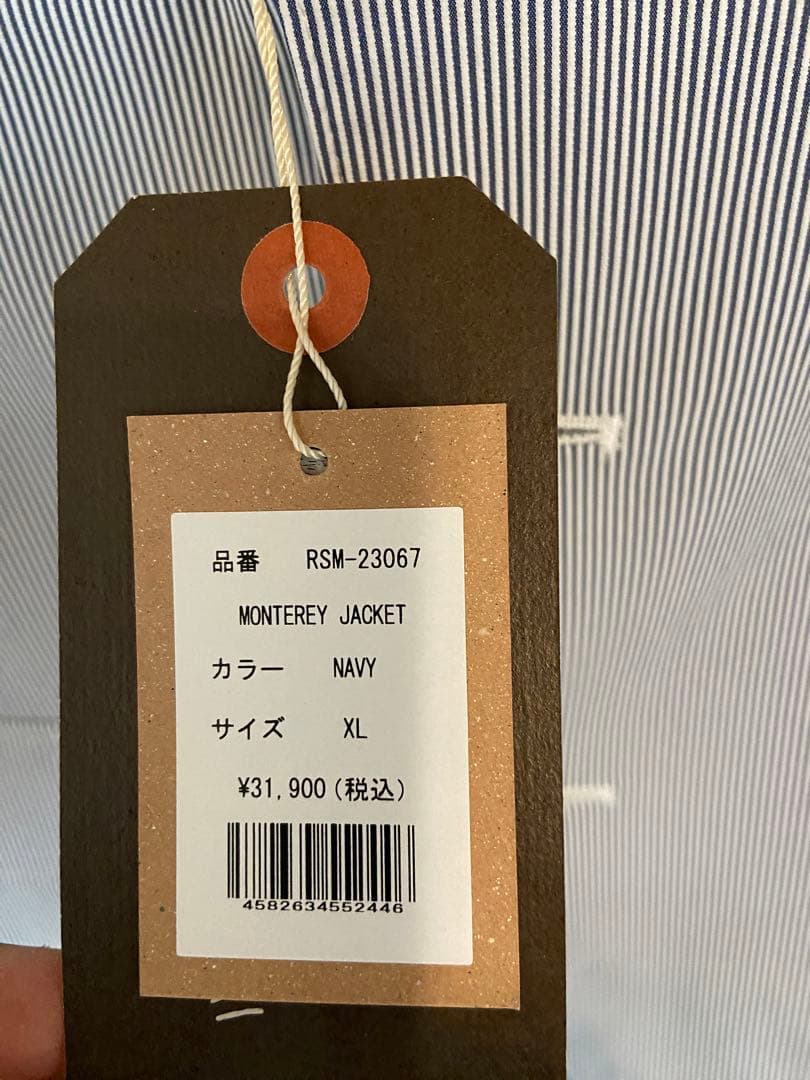 品番 RSM-23067
MONTEREY JACKET
カラー NAVY
サイズ XL
¥31,900(税込)
4582634552446